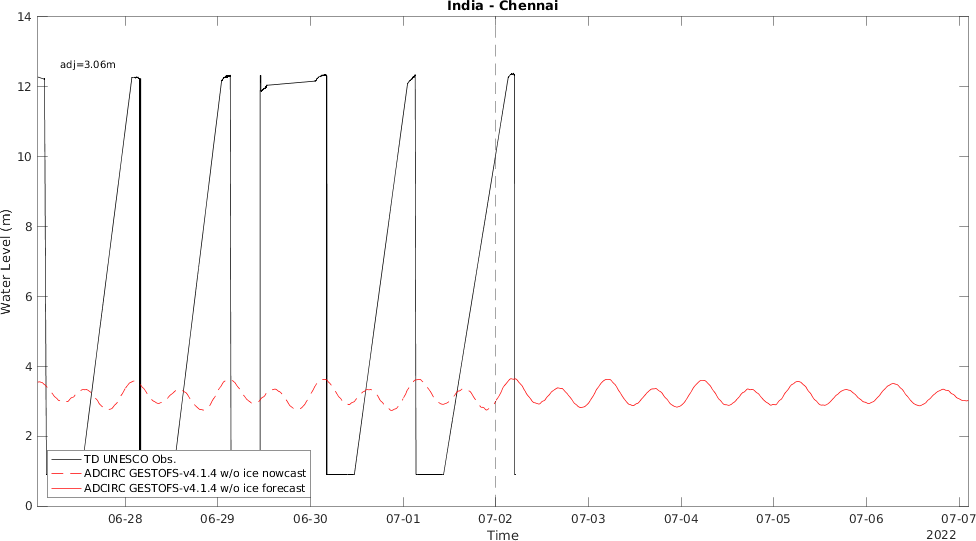 India - Chennai
14
adj=3.06m
12
10
8
6
4
2
0
Water Level (m)
TD UNESCO Obs.
ADCIRC GESTOFS-v4.1.4 w/o ice nowcast
ADCIRC GESTOFS-v4.1.4 w/o ice forecast
06-28 06-29 06-30 07-01 07-02 07-03 07-04 07-05 07-06 07-07
Time
2022